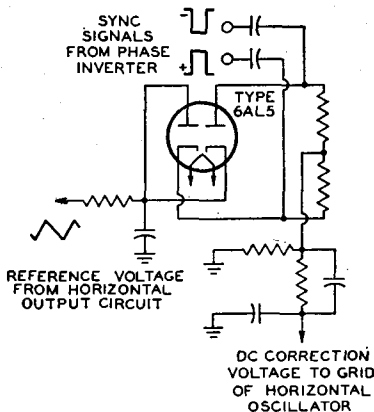 SYNC
SIGNALS
FROM PHASE
INVERTER
−
+
TYPE
6AL5
REFERENCE VOLTAGE
FROM HORIZONTAL
OUTPUT CIRCUIT
DC CORRECTION
VOLTAGE TO GRID
OF HORIZONTAL
OSCILLATOR